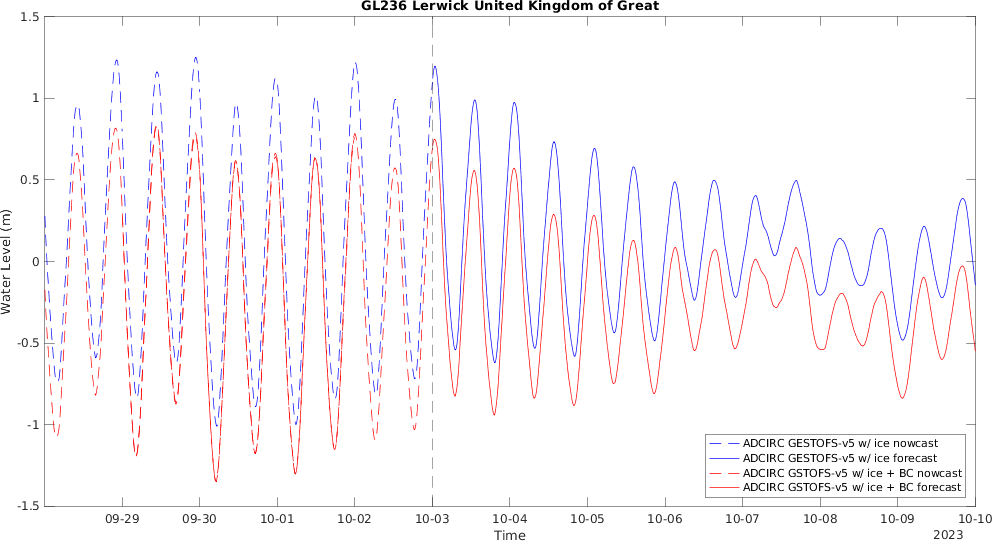 GL236 Lerwick United Kingdom of Great
1.5
1
0.5
0
-0.5
-1
-1.5
Water Level (m)
ADCIRC GESTOFS-v5 w/ ice nowcast
ADCIRC GESTOFS-v5 w/ ice forecast
ADCIRC GSTOFS-v5 w/ ice + BC nowcast
ADCIRC GSTOFS-v5 w/ ice + BC forecast
09-29 09-30 10-01 10-02 10-03 10-04 10-05 10-06 10-07 10-08 10-09 10-10
Time
2023